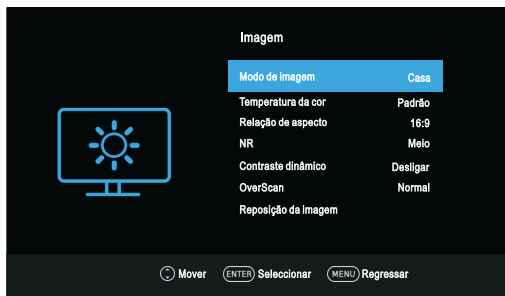 Imagem
Modo de imagem Casa
Temperatura da cor Padrão
Relação de aspecto 16:9
NR Meio
Contraste dinâmico Desligar
OverScan Normal
Reposição da imagem
Mover ENTER Seleccionar MENU Regressar